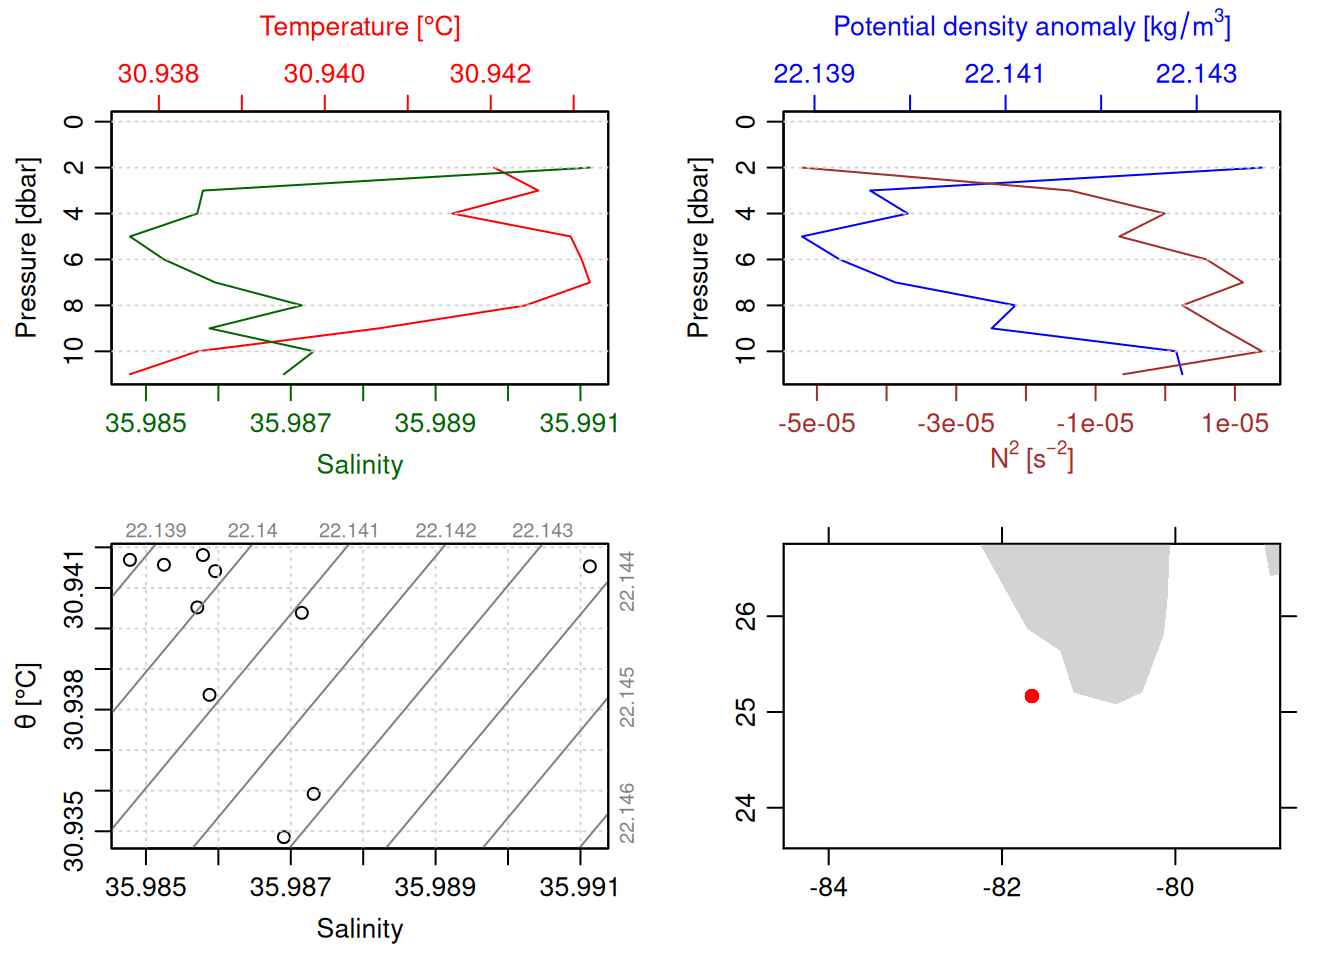 Temperature [°C]
30.938 30.940 30.942
Pressure [dbar]
0 2 4 6 8 10
35.985 35.987 35.989 35.991
Salinity
Potential density anomaly [kg/m³]
22.139 22.141 22.143
Pressure [dbar]
0 2 4 6 8 10
-5e-05 -3e-05 -1e-05 1e-05
N² [s⁻²]
22.139 22.14 22.141 22.142 22.143
22.144 22.145 22.146
θ [°C]
30.941 30.938 30.935
35.985 35.987 35.989 35.991
Salinity
26 25 24
-84 -82 -80